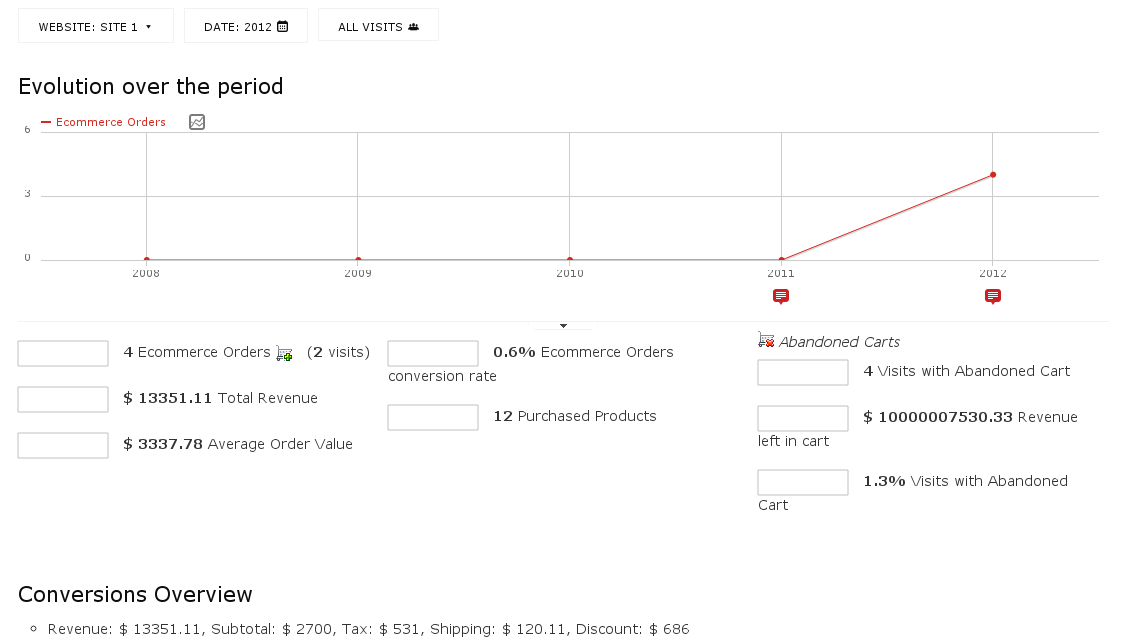 WEBSITE: SITE 1 DATE: 2012 ALL VISITS
Evolution over the period
Ecommerce Orders
6
3
0
2008 2009 2010 2011 2012
4 Ecommerce Orders (2 visits)
$ 13351.11 Total Revenue
$ 3337.78 Average Order Value
0.6% Ecommerce Orders
conversion rate
12 Purchased Products
Abandoned Carts
4 Visits with Abandoned Cart
$ 10000007530.33 Revenue
left in cart
1.3% Visits with Abandoned
Cart
Conversions Overview
Revenue: $ 13351.11, Subtotal: $ 2700, Tax: $ 531, Shipping: $ 120.11, Discount: $ 686